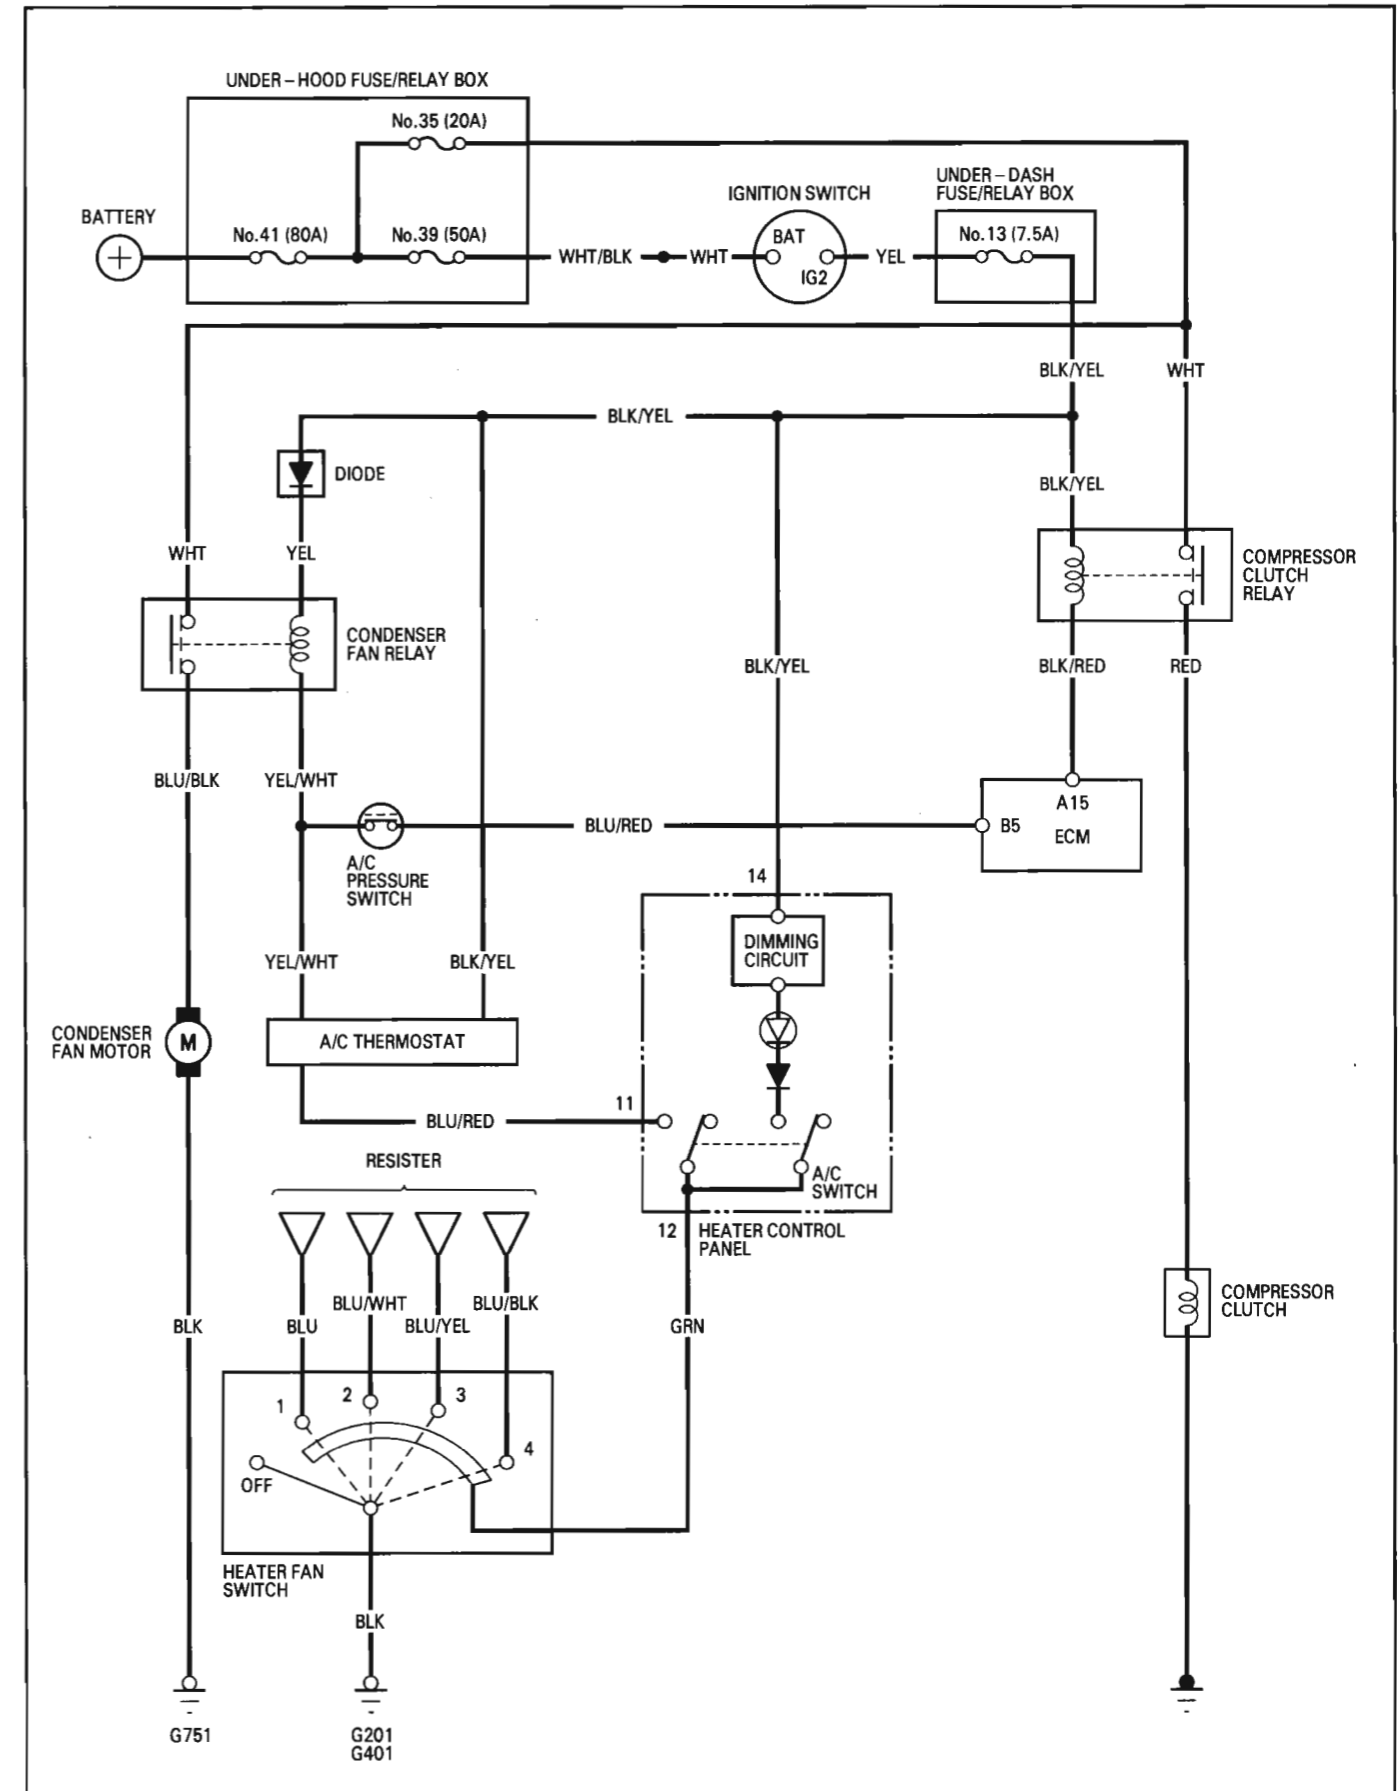 UNDER-HOOD FUSE/RELAY BOX
No.35 (20A)
UNDER-DASH
FUSE/RELAY BOX
IGNITION SWITCH
BATTERY
No.41 (80A)
No.39 (50A)
BAT
No.13 (7.5A)
WHT/BLK
WHT
YEL
IG2
BLK/YEL
WHT
BLK/YEL
DIODE
BLK/YEL
WHT
YEL
COMPRESSOR
CLUTCH
RELAY
CONDENSER
FAN RELAY
BLK/YEL
BLK/RED
RED
BLU/BLK
YEL/WHT
A15
BLU/RED
B5
ECM
A/C
PRESSURE
SWITCH
14
DIMMING
CIRCUIT
YEL/WHT
BLK/YEL
CONDENSER
FAN MOTOR
M
A/C THERMOSTAT
11
BLU/RED
RESISTER
A/C
SWITCH
12
HEATER CONTROL
PANEL
BLU/WHT
BLU/BLK
COMPRESSOR
CLUTCH
BLK
BLU
BLU/YEL
GRN
1
2
3
4
OFF
HEATER FAN
SWITCH
BLK
G751
G201
G401